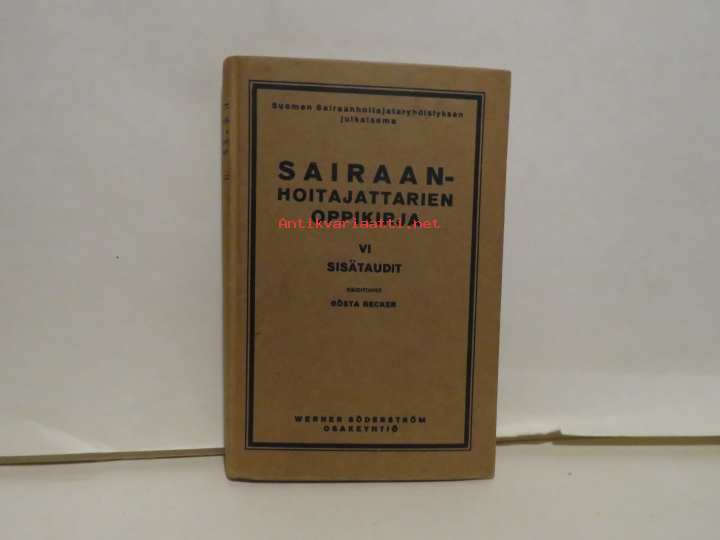 Suomen Sairaanhoitajataryhdistyksen
julkaisema
SAIRAAN-
HOITAJATTARIEN
OPPIKIRJA
Antikvariaatti.net
VI
SISÄTAUDIT
GÖSTA BECKER
WERNER SÖDERSTRÖM
OSAKEYHTIÖ